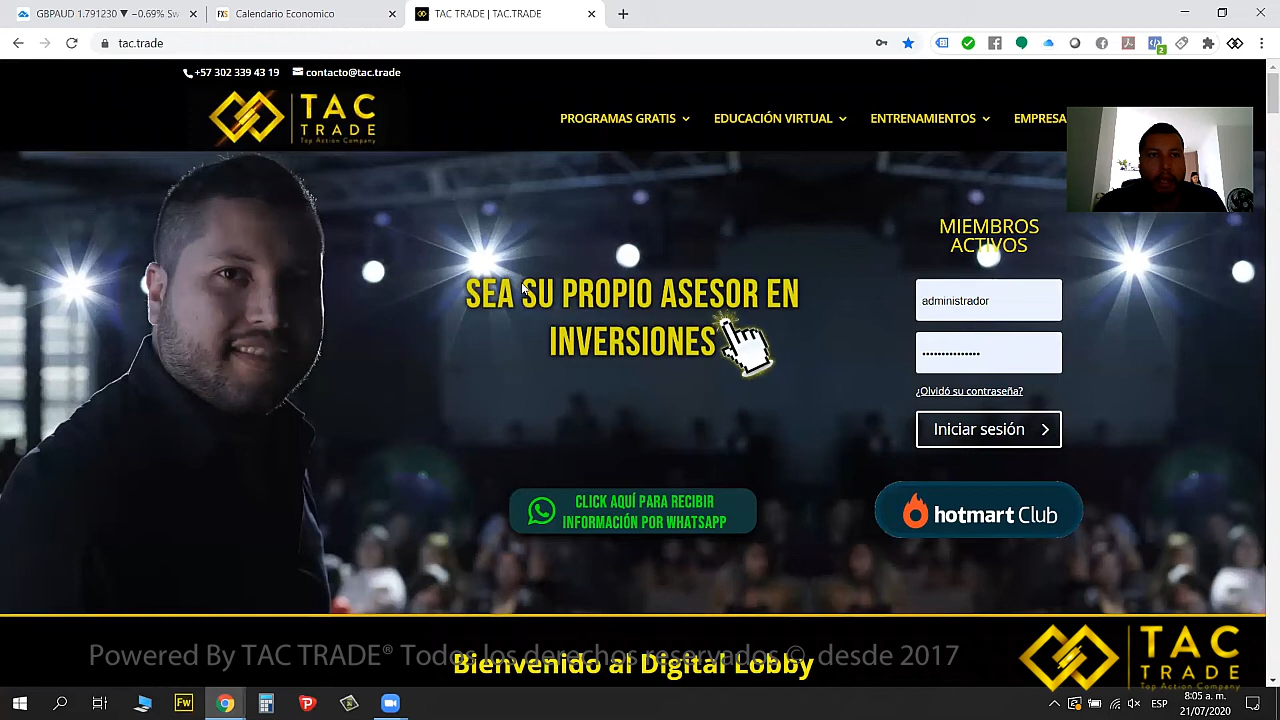 GBPAUD 1.791230 ▼ −0.69% Sw
Calendario Economico
TAC TRADE | TAC.TRADE
tac.trade
2
+57 302 339 43 19
contacto@tac.trade
TAC
TRADE
Top Action Company
PROGRAMAS GRATIS
EDUCACIÓN VIRTUAL
ENTRENAMIENTOS
EMPRESA
MIEMBROS
ACTIVOS
SEA SU PROPIO ASESOR EN
INVERSIONES
administrador
••••••••••••••
¿Olvidó su contraseña?
Iniciar sesión
CLICK AQUÍ PARA RECIBIR
INFORMACIÓN POR WHATSAPP
hotmart Club
Powered By TAC TRADE® Todos los derechos reservados ©, desde 2017
Bienvenido al Digital Lobby
TAC
TRADE
Top Action Company
Fw
ESP
8:05 a. m.
21/07/2020